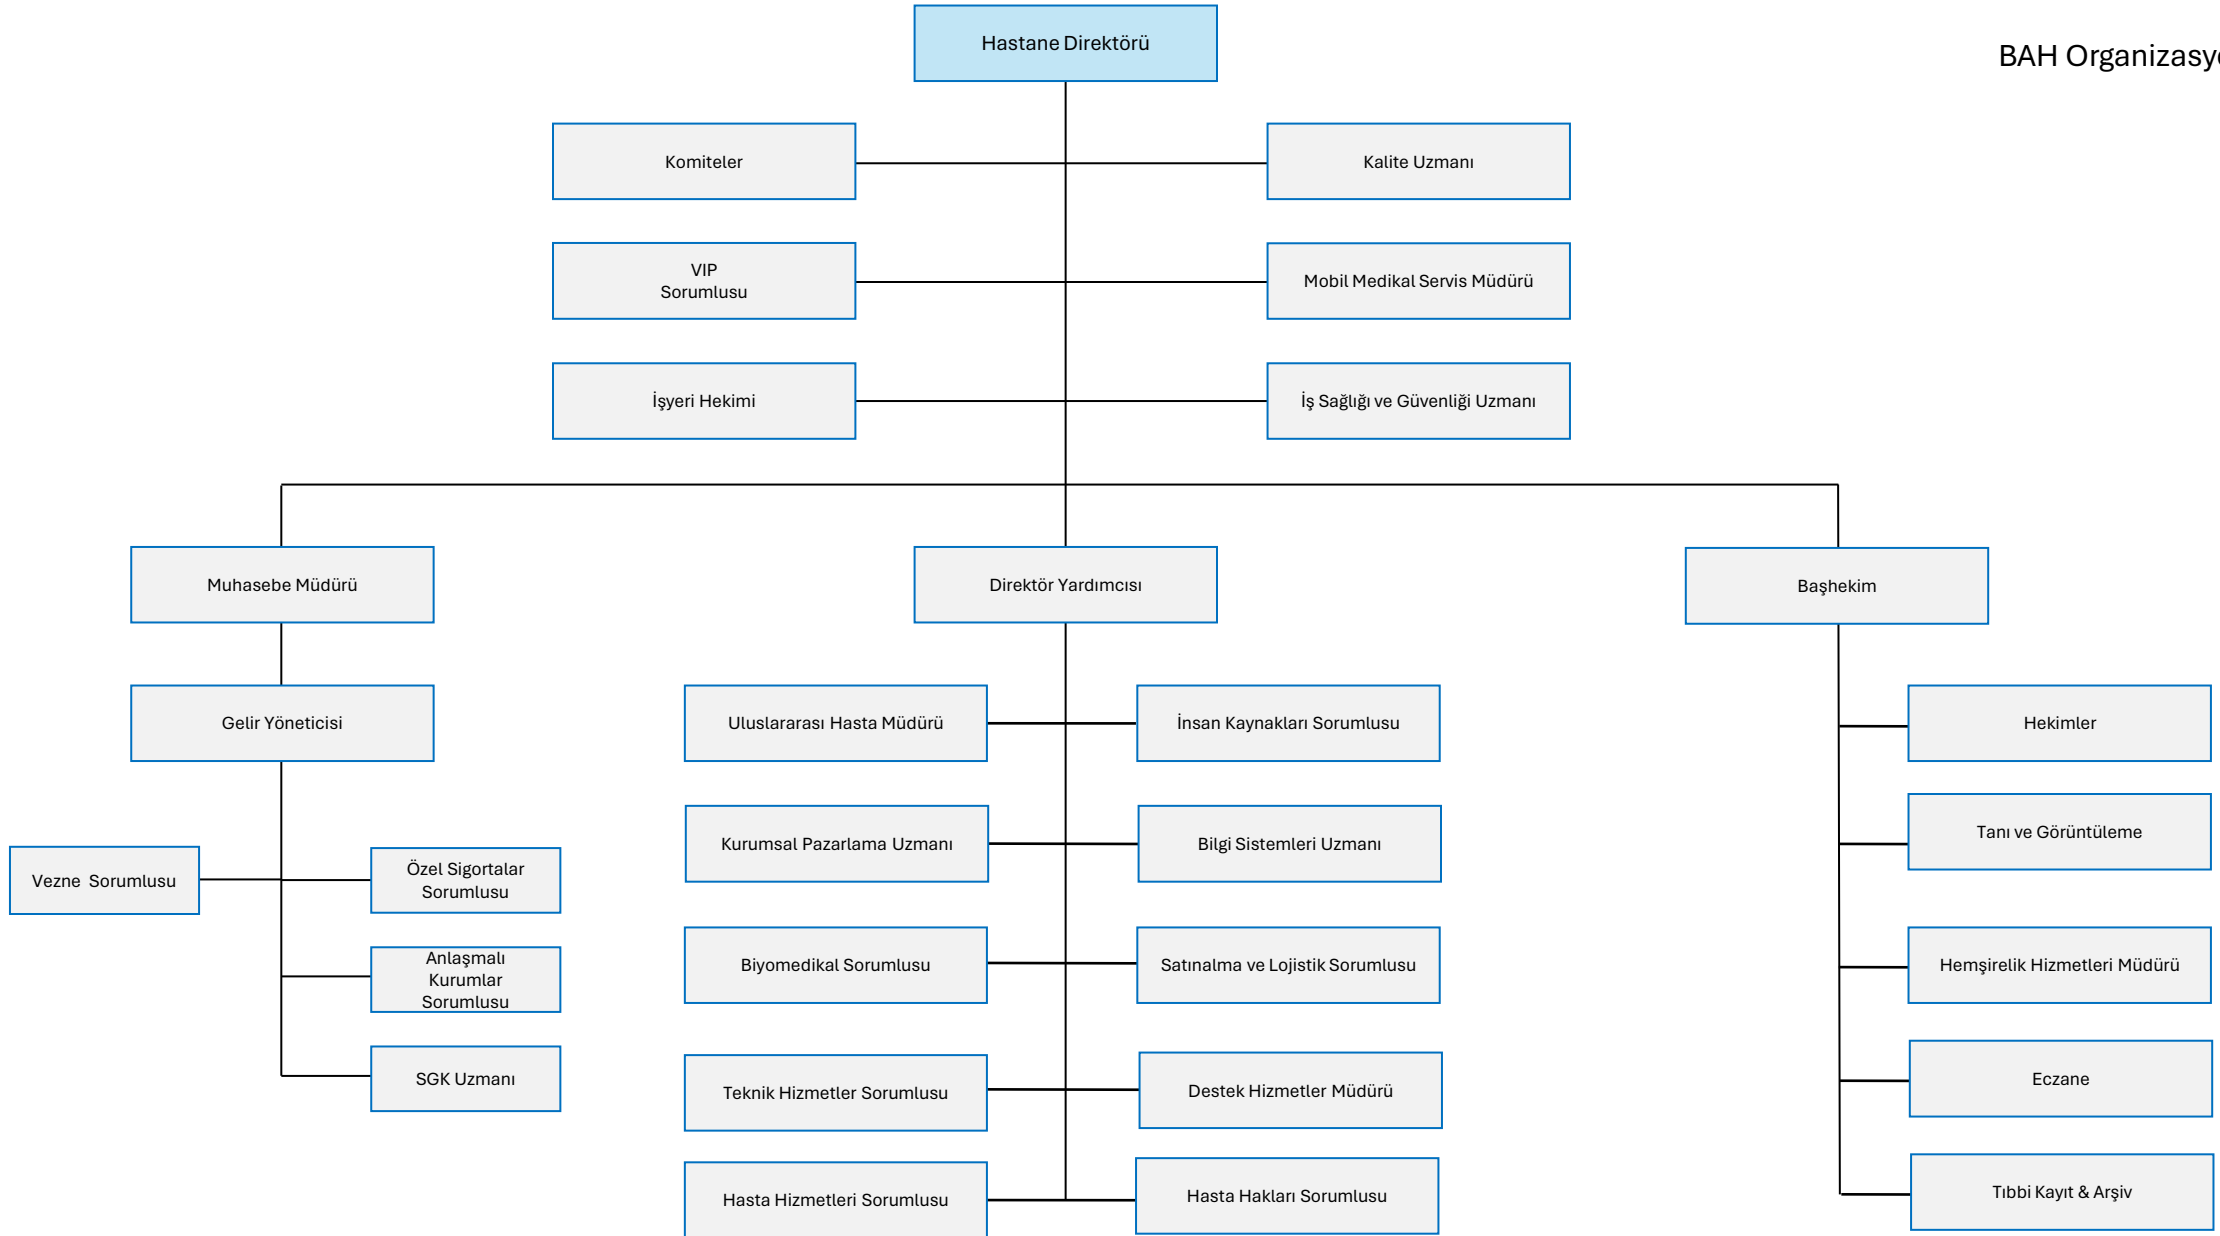 Hastane Direktörü
BAH Organizasy
Komiteler
Kalite Uzmanı
VIP
Sorumlusu
Mobil Medikal Servis Müdürü
İşyeri Hekimi
İş Sağlığı ve Güvenliği Uzmanı
Muhasebe Müdürü
Direktör Yardımcısı
Başhekim
Gelir Yöneticisi
Uluslararası Hasta Müdürü
İnsan Kaynakları Sorumlusu
Hekimler
Kurumsal Pazarlama Uzmanı
Bilgi Sistemleri Uzmanı
Tanı ve Görüntüleme
Vezne Sorumlusu
Özel Sigortalar
Sorumlusu
Biyomedikal Sorumlusu
Satınalma ve Lojistik Sorumlusu
Hemşirelik Hizmetleri Müdürü
Anlaşmalı
Kurumlar
Sorumlusu
SGK Uzmanı
Teknik Hizmetler Sorumlusu
Destek Hizmetler Müdürü
Eczane
Hasta Hizmetleri Sorumlusu
Hasta Hakları Sorumlusu
Tıbbi Kayıt & Arşiv